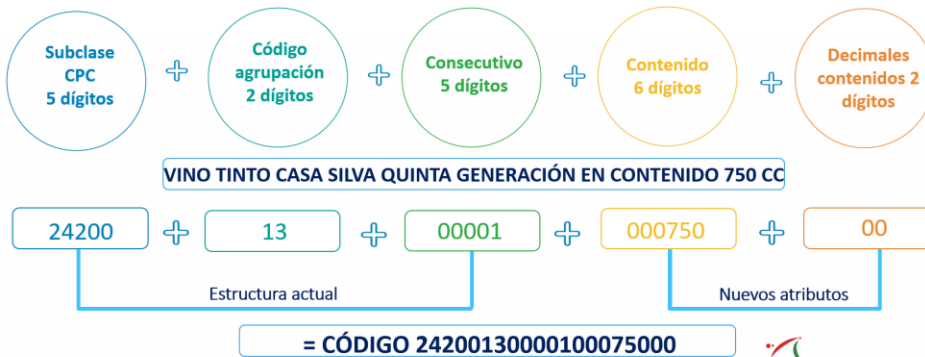 Subclase
CPC
5 dígitos
Código
agrupación
2 dígitos
Consecutivo
5 dígitos
Contenido
6 dígitos
Decimales
contenidos 2
dígitos
VINO TINTO CASA SILVA QUINTA GENERACIÓN EN CONTENIDO 750 CC
24200 + 13 + 00001 + 000750 + 00
Estructura actual
Nuevos atributos
= CÓDIGO 24200130000100075000